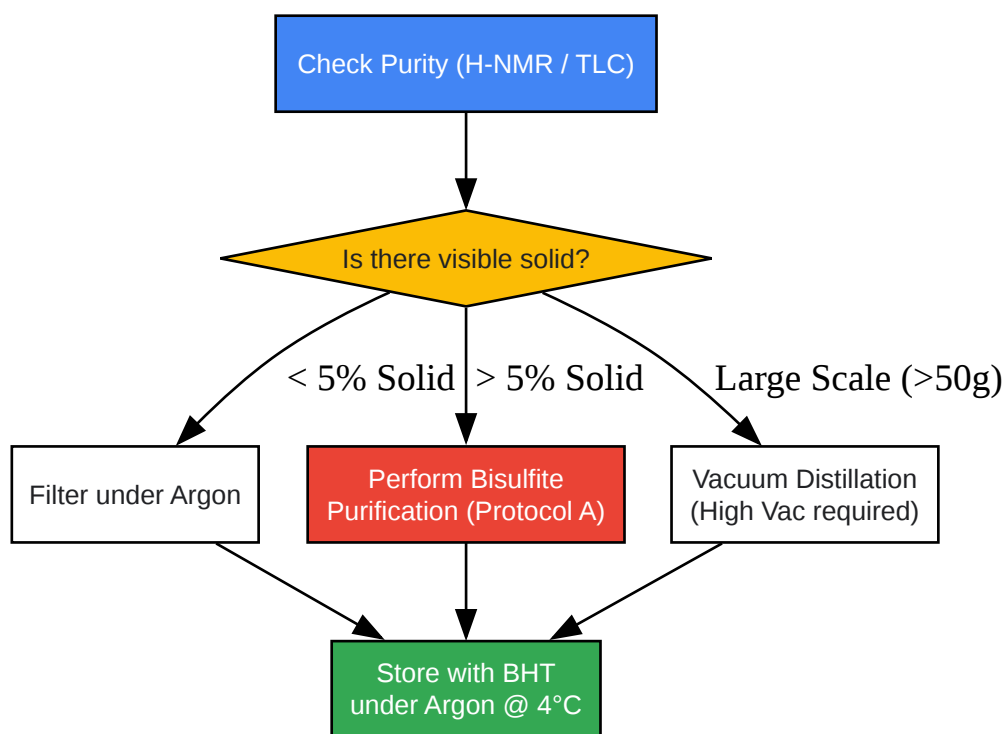 Check Purity (H-NMR / TLC)
Is there visible solid?
< 5% Solid
> 5% Solid
Large Scale (>50g)
Filter under Argon
Perform Bisulfite
Purification (Protocol A)
Vacuum Distillation
(High Vac required)
Store with BHT
under Argon @ 4°C